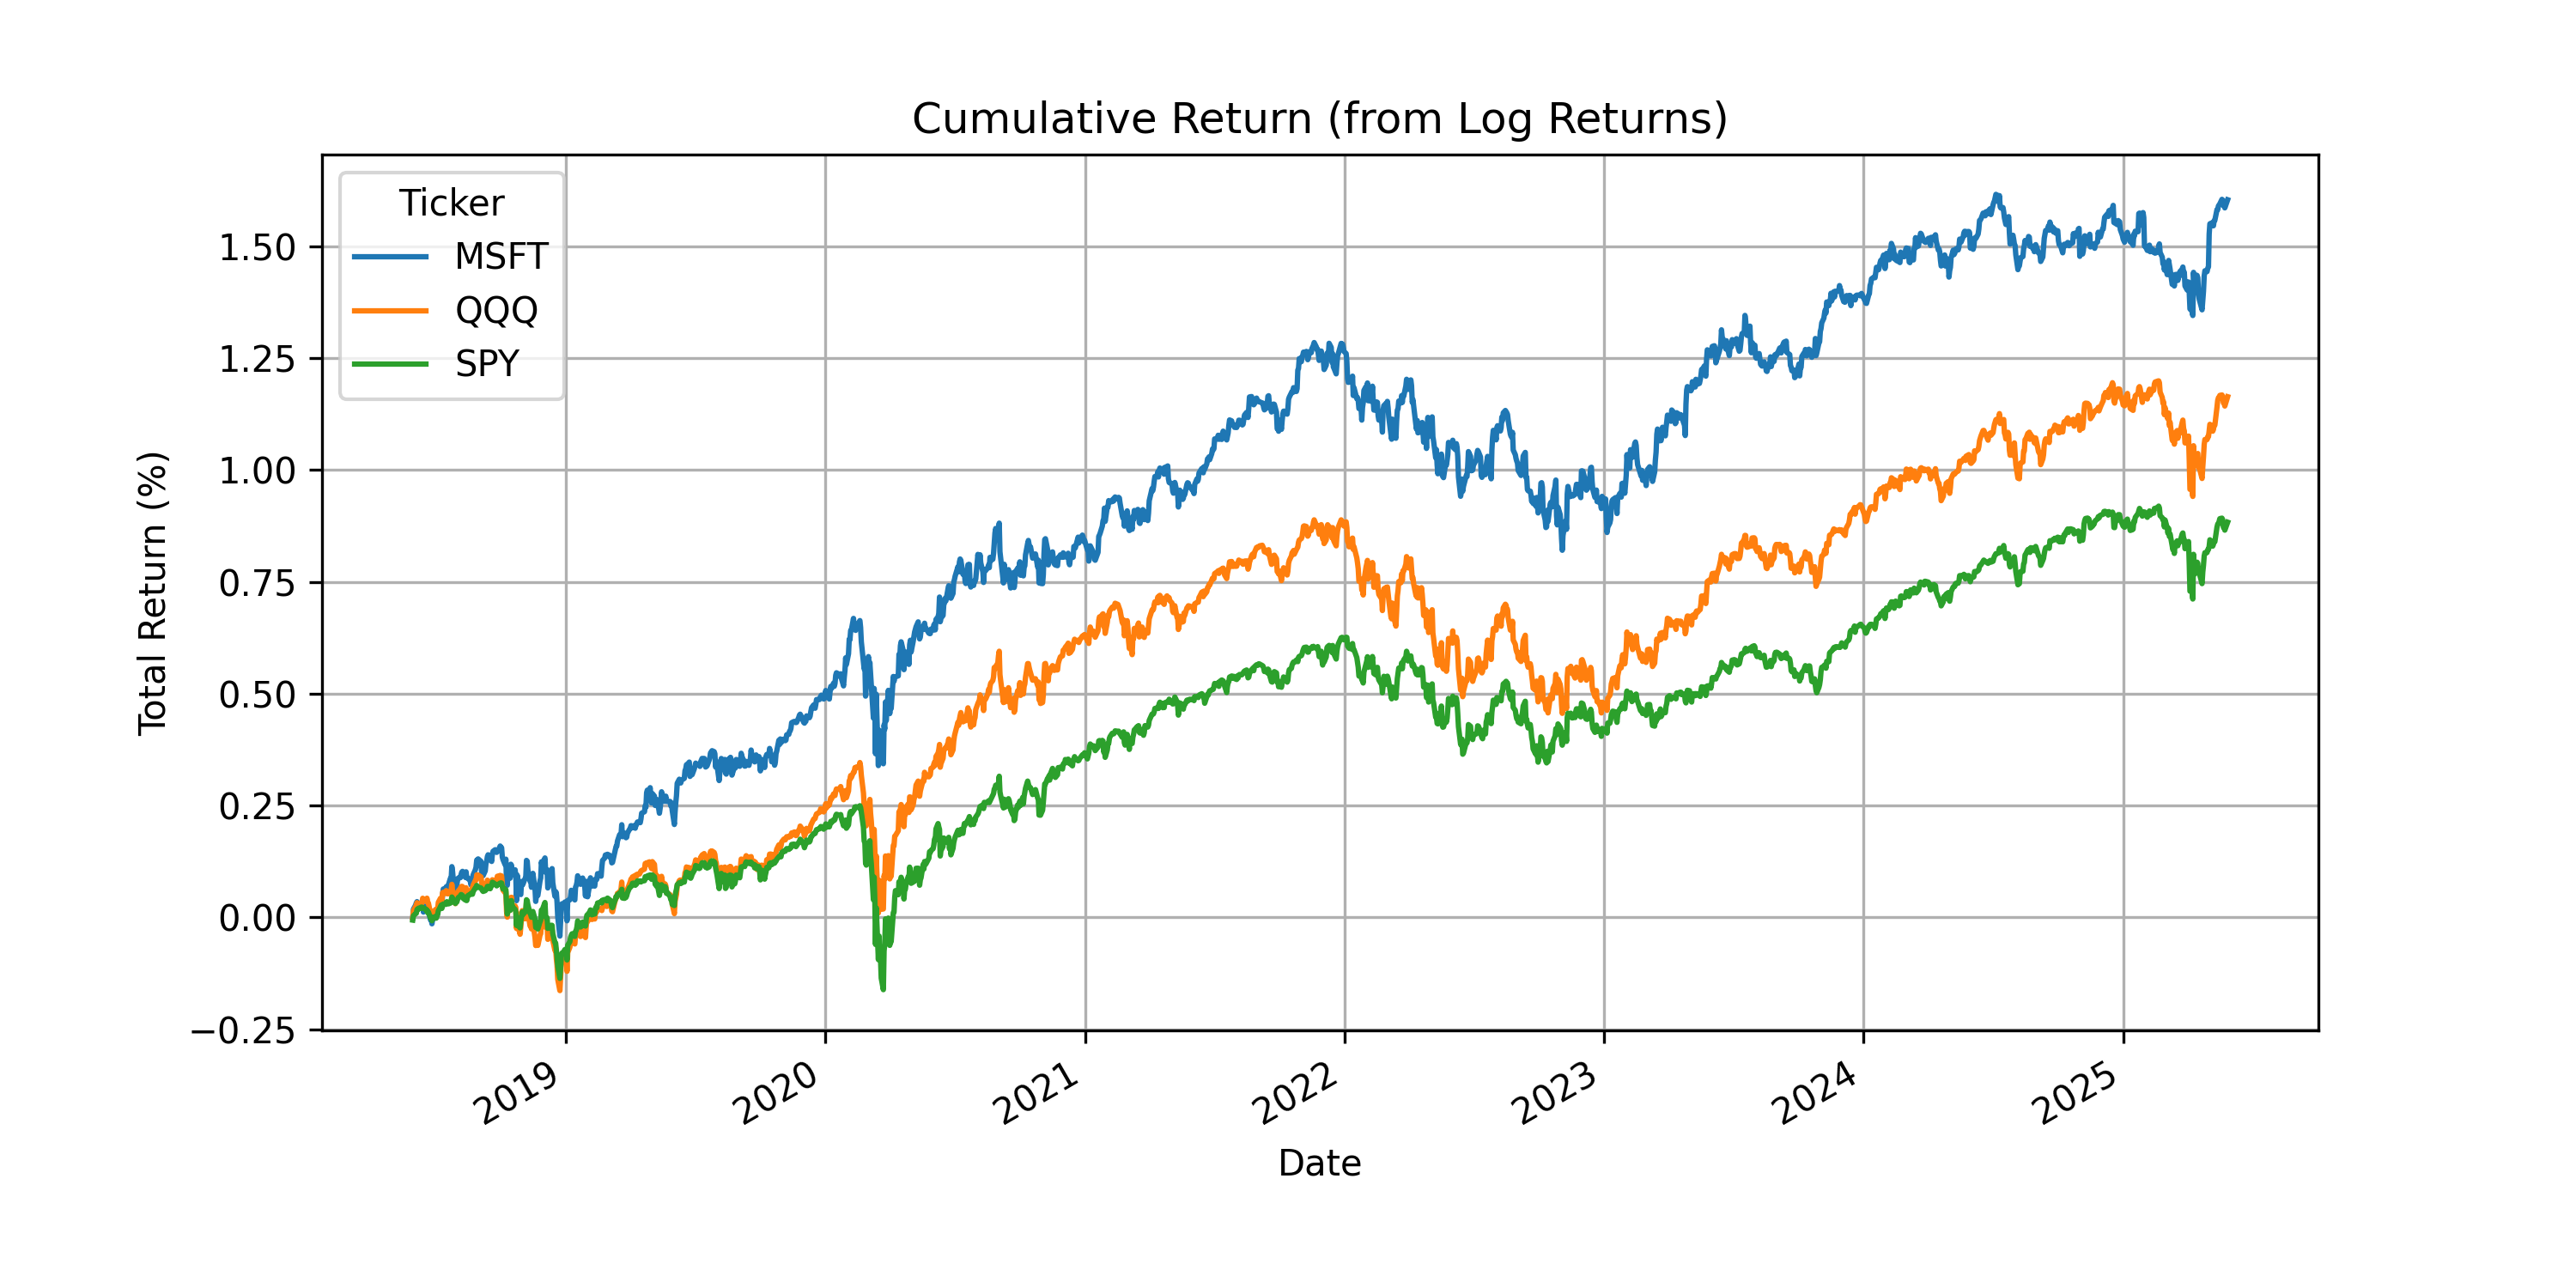 Cumulative Return (from Log Returns)
Ticker
MSFT
QQQ
SPY
Total Return (%)
1.50
1.25
1.00
0.75
0.50
0.25
0.00
−0.25
2019
2020
2021
2022
2023
2024
2025
Date